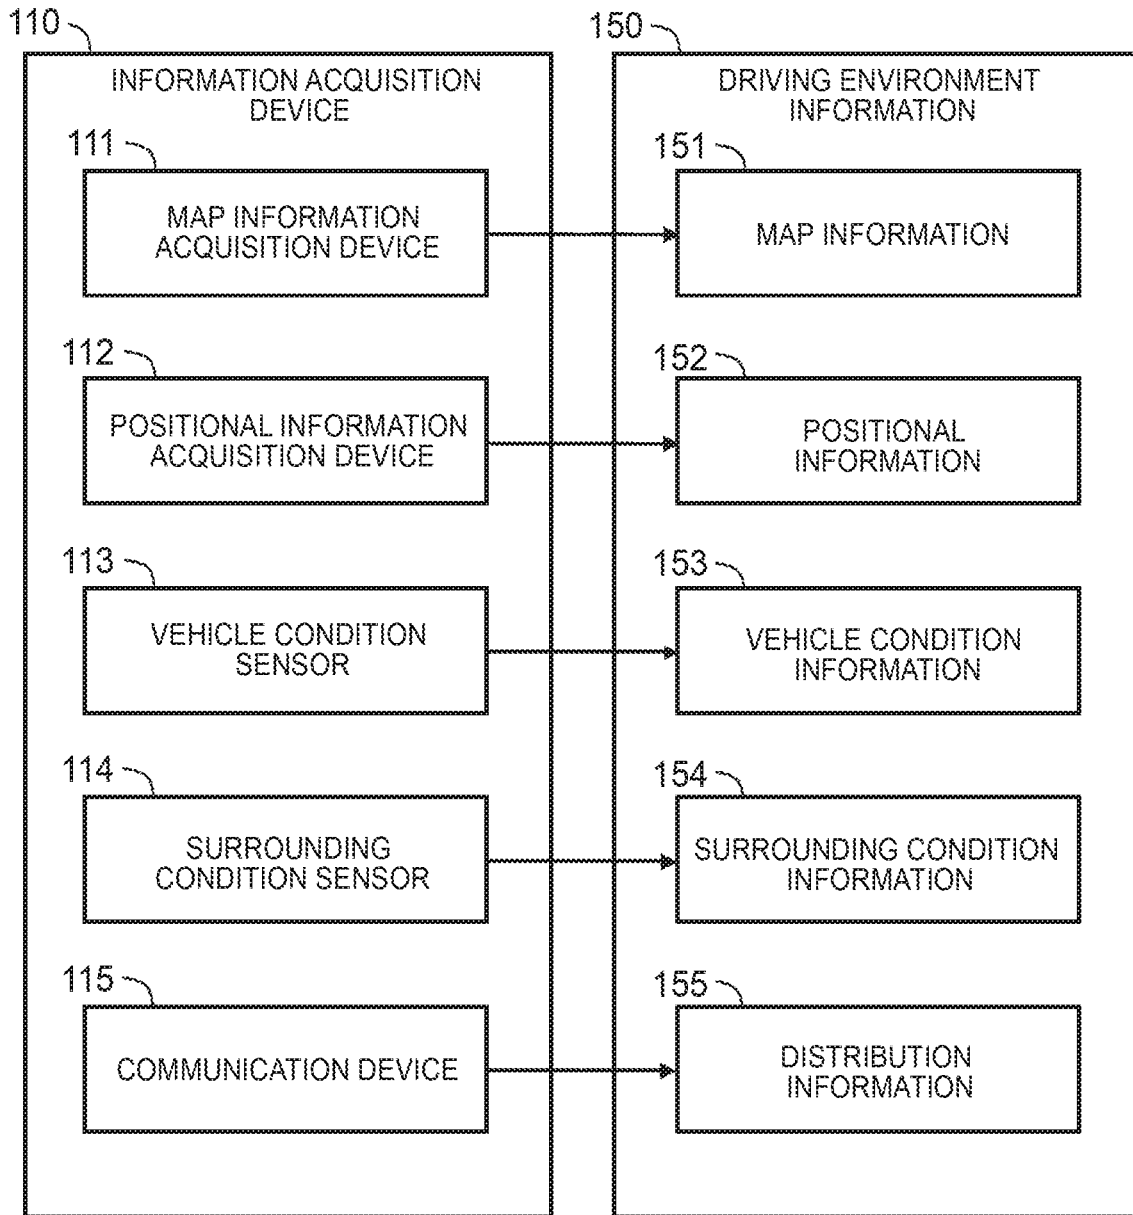 110
INFORMATION ACQUISITION
DEVICE
111
MAP INFORMATION
ACQUISITION DEVICE
112
POSITIONAL INFORMATION
ACQUISITION DEVICE
113
VEHICLE CONDITION
SENSOR
114
SURROUNDING
CONDITION SENSOR
115
COMMUNICATION DEVICE
150
DRIVING ENVIRONMENT
INFORMATION
151
MAP INFORMATION
152
POSITIONAL
INFORMATION
153
VEHICLE CONDITION
INFORMATION
154
SURROUNDING CONDITION
INFORMATION
155
DISTRIBUTION
INFORMATION